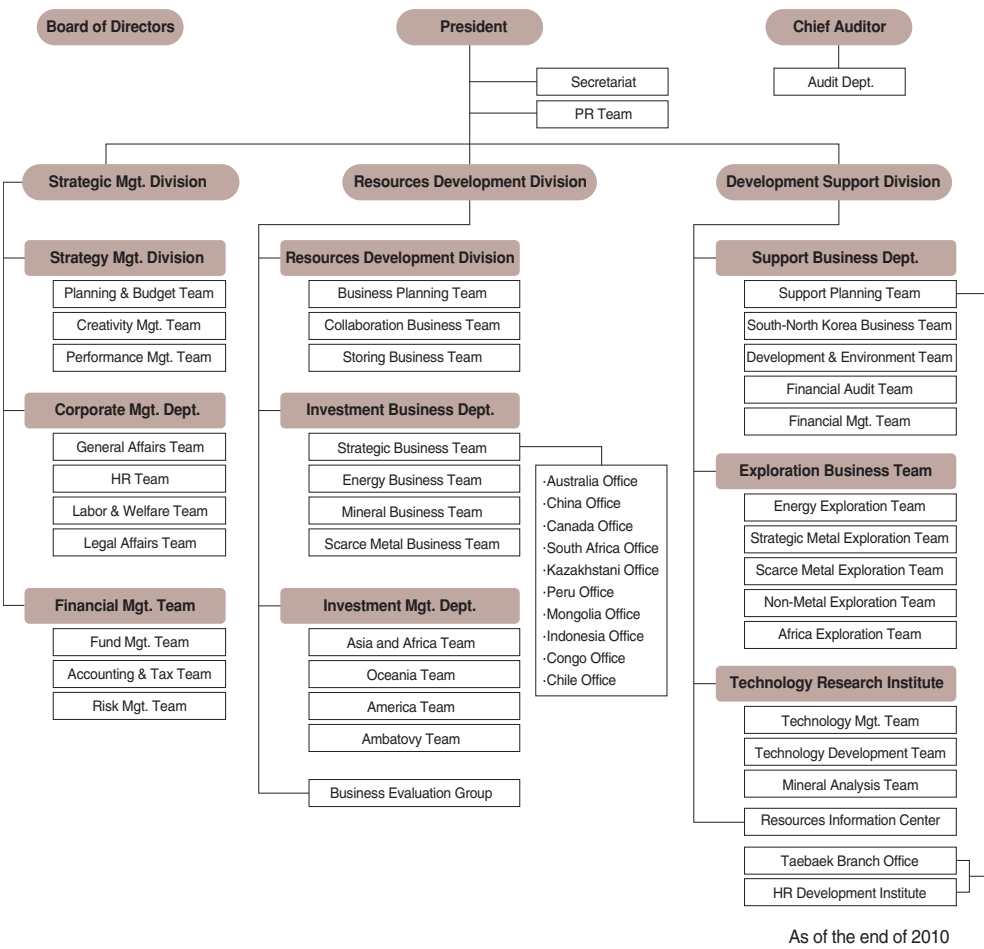 Board of Directors
President
Chief Auditor
Secretariat
PR Team
Audit Dept.
Strategic Mgt. Division
Resources Development Division
Development Support Division
Strategy Mgt. Division
Planning & Budget Team
Creativity Mgt. Team
Performance Mgt. Team
Corporate Mgt. Dept.
General Affairs Team
HR Team
Labor & Welfare Team
Legal Affairs Team
Financial Mgt. Team
Fund Mgt. Team
Accounting & Tax Team
Risk Mgt. Team
Resources Development Division
Business Planning Team
Collaboration Business Team
Storing Business Team
Investment Business Dept.
Strategic Business Team
Energy Business Team
Mineral Business Team
Scarce Metal Business Team
·Australia Office
·China Office
·Canada Office
·South Africa Office
·Kazakhstani Office
·Peru Office
·Mongolia Office
·Indonesia Office
·Congo Office
·Chile Office
Investment Mgt. Dept.
Asia and Africa Team
Oceania Team
America Team
Ambatovy Team
Business Evaluation Group
Support Business Dept.
Support Planning Team
South-North Korea Business Team
Development & Environment Team
Financial Audit Team
Financial Mgt. Team
Exploration Business Team
Energy Exploration Team
Strategic Metal Exploration Team
Scarce Metal Exploration Team
Non-Metal Exploration Team
Africa Exploration Team
Technology Research Institute
Technology Mgt. Team
Technology Development Team
Mineral Analysis Team
Resources Information Center
Taebaek Branch Office
HR Development Institute
As of the end of 2010